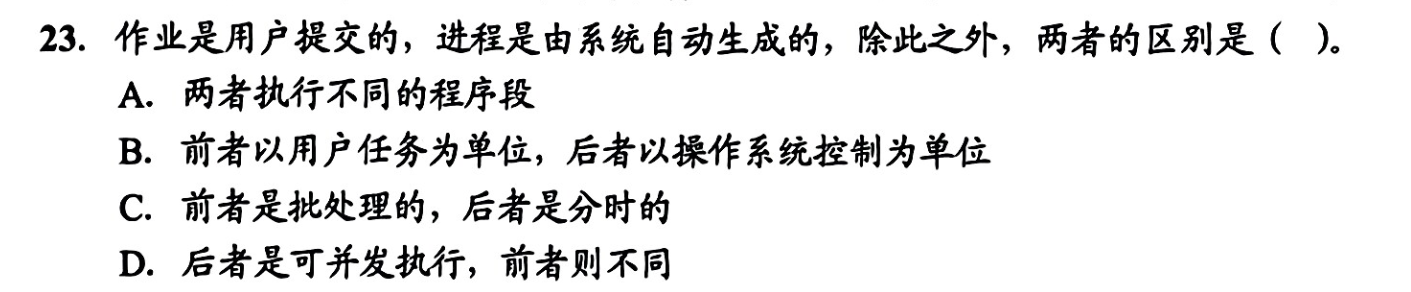 23. 作业是用户提交的，进程是由系统自动生成的，除此之外，两者的区别是（ ）。
A. 两者执行不同的程序段
B. 前者以用户任务为单位，后者以操作系统控制为单位
C. 前者是批处理的，后者是分时的
D. 后者是可并发执行，前者则不同